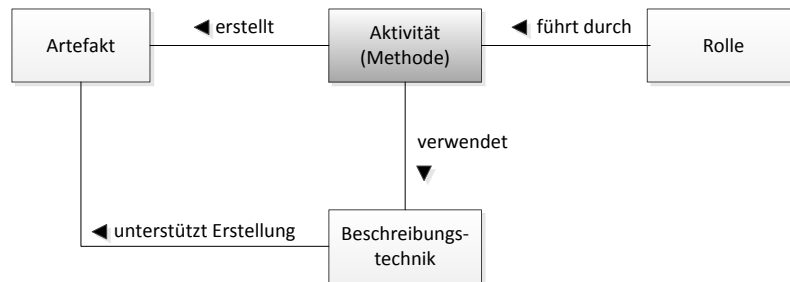 Artefakt
erstellt
Aktivität
(Methode)
führt durch
Rolle
verwendet
unterstützt Erstellung
Beschreibungs-
technik